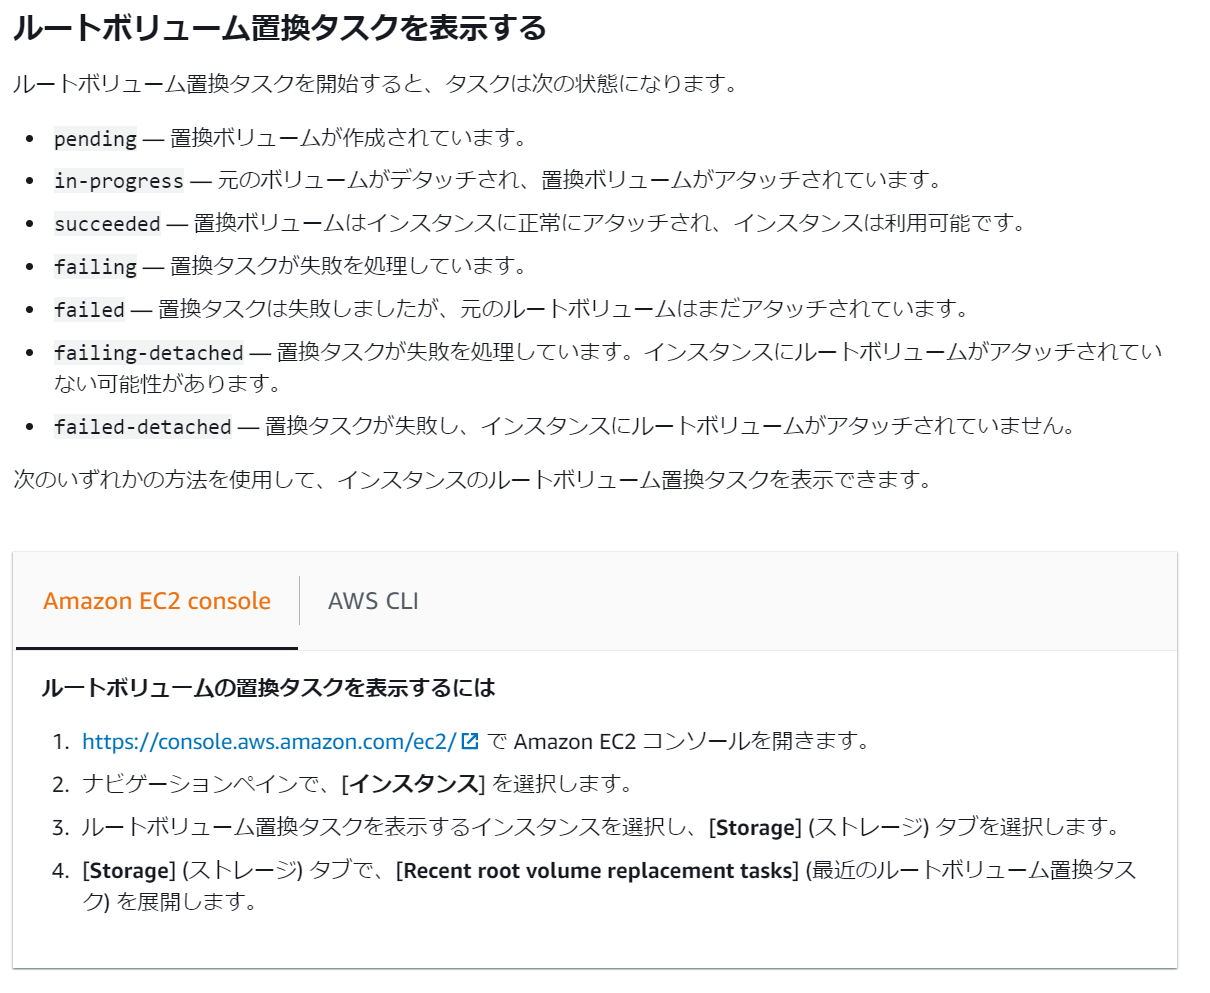 ルートボリューム置換タスクを表示する
ルートボリューム置換タスクを開始すると、タスクは次の状態になります。
• pending — 置換ボリュームが作成されています。
• in-progress — 元のボリュームがデタッチされ、置換ボリュームがアタッチされています。
• succeeded — 置換ボリュームはインスタンスに正常にアタッチされ、インスタンスは利用可能です。
• failing — 置換タスクが失敗を処理しています。
• failed — 置換タスクは失敗しましたが、元のルートボリュームはまだアタッチされています。
• failing-detached — 置換タスクが失敗を処理しています。インスタンスにルートボリュームがアタッチされてい
ない可能性があります。
• failed-detached — 置換タスクが失敗し、インスタンスにルートボリュームがアタッチされていません。
次のいずれかの方法を使用して、インスタンスのルートボリューム置換タスクを表示できます。
Amazon EC2 console AWS CLI
ルートボリュームの置換タスクを表示するには
1. https://console.aws.amazon.com/ec2/ で Amazon EC2 コンソールを開きます。
2. ナビゲーションペインで、[インスタンス] を選択します。
3. ルートボリューム置換タスクを表示するインスタンスを選択し、[Storage] (ストレージ) タブを選択します。
4. [Storage] (ストレージ) タブで、[Recent root volume replacement tasks] (最近のルートボリューム置換タス
ク) を展開します。